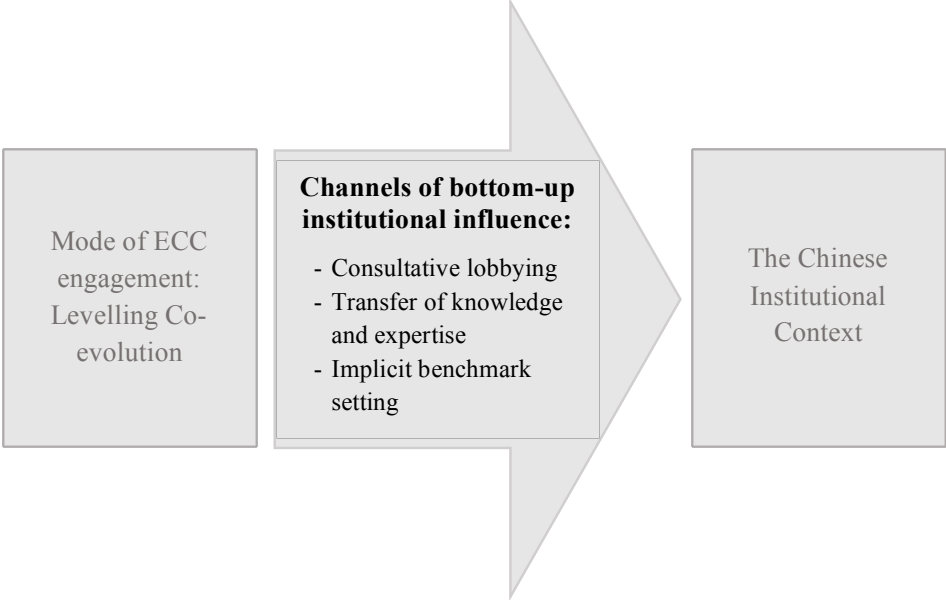 Mode of ECC
engagement:
Levelling Co-
evolution
Channels of bottom-up
institutional influence:
- Consultative lobbying
- Transfer of knowledge
and expertise
- Implicit benchmark
setting
The Chinese
Institutional
Context